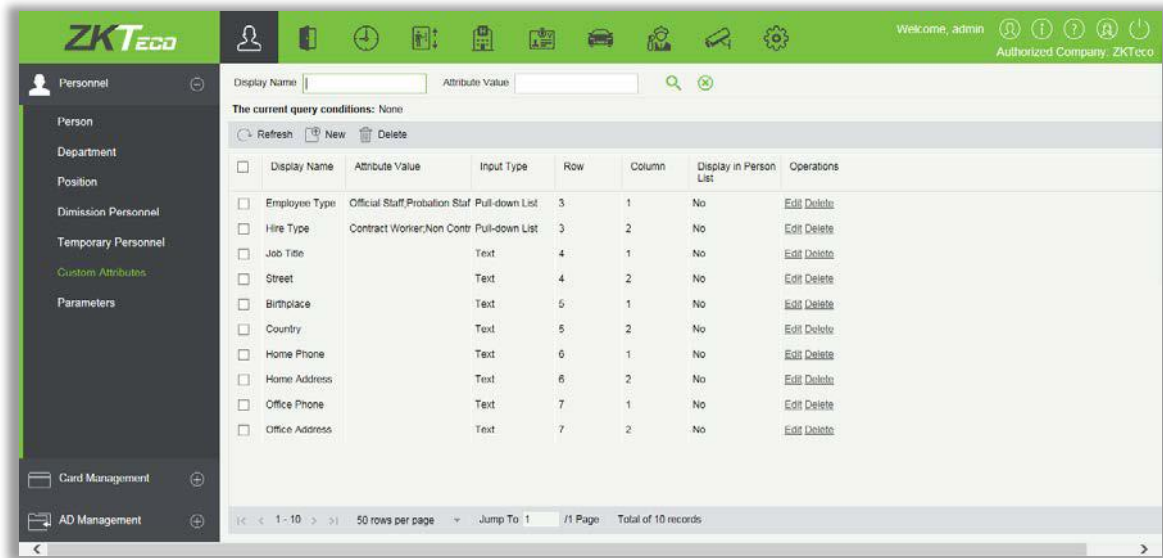 ZKTECO
Welcome, admin
Authorized Company: ZKTeco
Personnel
Person
Department
Position
Dimission Personnel
Temporary Personnel
Custom Attributes
Parameters
Card Management
AD Management
Display Name Attribute Value
The current query conditions: None
Refresh New Delete
Display Name Attribute Value Input Type Row Column Display in Person List Operations
Employee Type Official Staff;Probation Staf Pull-down List 3 1 No Edit Delete
Hire Type Contract Worker;Non Contr Pull-down List 3 2 No Edit Delete
Job Title Text 4 1 No Edit Delete
Street Text 4 2 No Edit Delete
Birthplace Text 5 1 No Edit Delete
Country Text 5 2 No Edit Delete
Home Phone Text 6 1 No Edit Delete
Home Address Text 6 2 No Edit Delete
Office Phone Text 7 1 No Edit Delete
Office Address Text 7 2 No Edit Delete
1 - 10 50 rows per page Jump To 1 /1 Page Total of 10 records